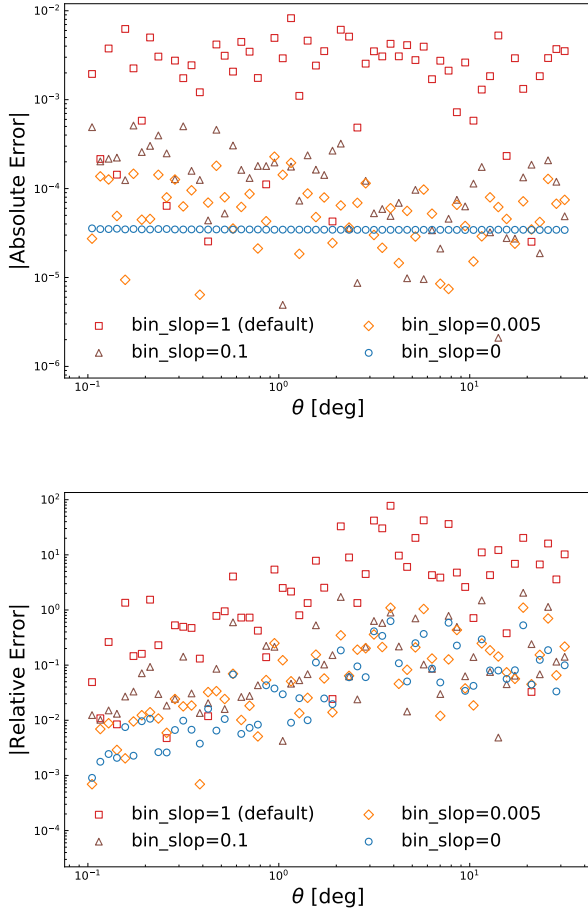 |Absolute Error|
10⁻²
10⁻³
10⁻⁴
10⁻⁵
10⁻⁶
bin_slop=1 (default)
bin_slop=0.1
bin_slop=0.005
bin_slop=0
10⁻¹
10⁰
10¹
θ [deg]
|Relative Error|
10²
10¹
10⁰
10⁻¹
10⁻²
10⁻³
10⁻⁴
bin_slop=1 (default)
bin_slop=0.1
bin_slop=0.005
bin_slop=0
10⁻¹
10⁰
10¹
θ [deg]